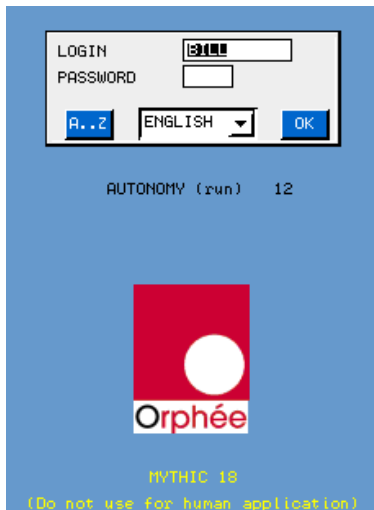 LOGIN BILL
PASSWORD
A..Z ENGLISH OK
AUTONOMY (run) 12
Orphée
MYTHIC 18
(Do not use for human application)